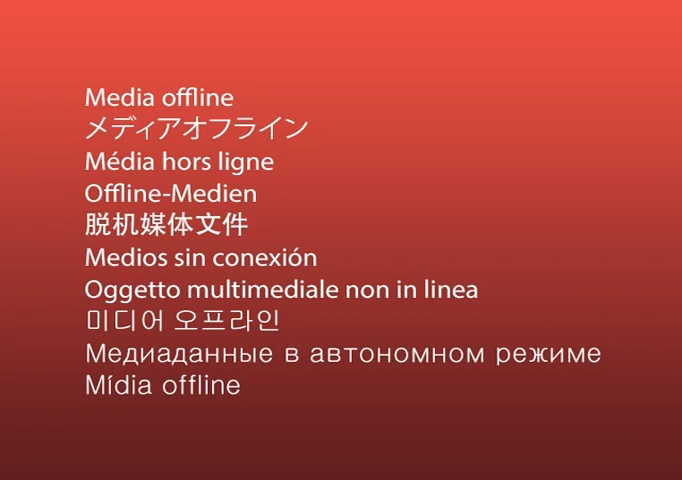 Media offline
メディアオフライン
Média hors ligne
Offline-Medien
脱机媒体文件
Medios sin conexión
Oggetto multimediale non in linea
미디어 오프라인
Медиаданные в автономном режиме
Mídia offline